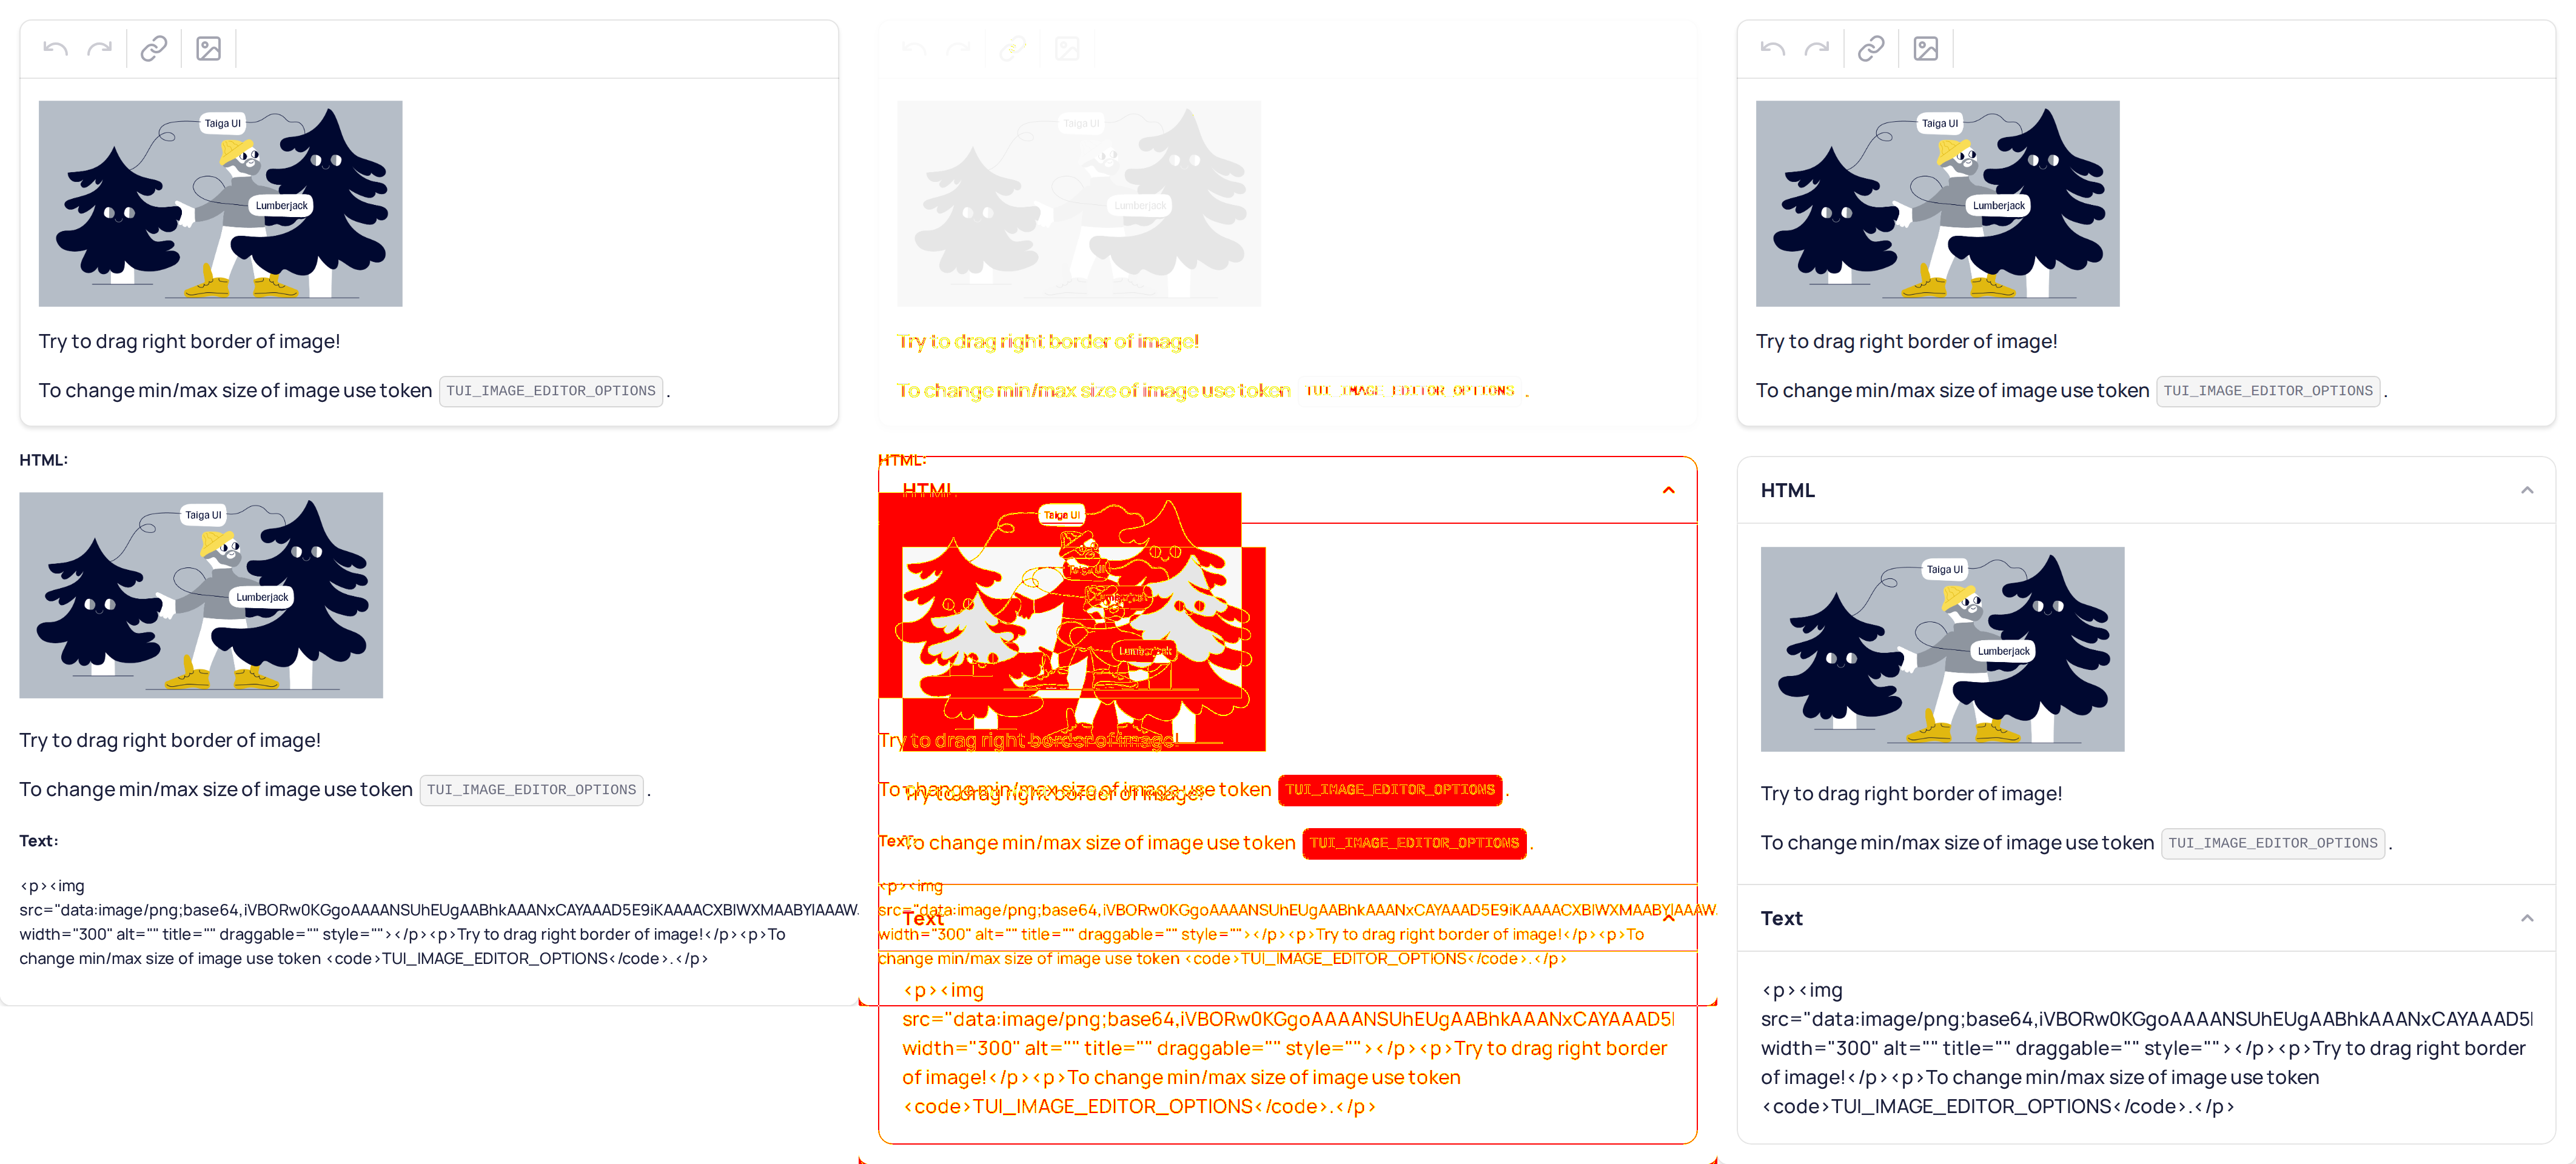 Taiga UI
Lumberjack
Try to drag right border of image!
To change min/max size of image use token TUI_IMAGE_EDITOR_OPTIONS .
HTML:
Taiga UI
Lumberjack
Try to drag right border of image!
To change min/max size of image use token TUI_IMAGE_EDITOR_OPTIONS .
Text:
<p><img
src="data:image/png;base64,iVBORw0KGgoAAAANSUhEUgAABhkAAANxCAYAAAD5E9iKAAAACXBIWXMAABYlAAAW
width="300" alt="" title="" draggable="" style=""></p><p>Try to drag right border of image!</p><p>To
change min/max size of image use token <code>TUI_IMAGE_EDITOR_OPTIONS</code>.</p>
Taiga UI
Lumberjack
Try to drag right border of image!
To change min/max size of image use token TUI_IMAGE_EDITOR_OPTIONS .
HTML:
HTML
Taiga UI
Taiga UI
Lumberjack
Lumberjack
Try to drag right border of image!
To change min/max size of image use token TUI_IMAGE_EDITOR_OPTIONS .
Try to drag right border of image!
Text:
To change min/max size of image use token TUI_IMAGE_EDITOR_OPTIONS .
<p><img
src="data:image/png;base64,iVBORw0KGgoAAAANSUhEUgAABhkAAANxCAYAAAD5E9iKAAAACXBIWXMAABYlAAAW
Text
width="300" alt="" title="" draggable="" style=""></p><p>Try to drag right border of image!</p><p>To
change min/max size of image use token <code>TUI_IMAGE_EDITOR_OPTIONS</code>.</p>
<p><img
src="data:image/png;base64,iVBORw0KGgoAAAANSUhEUgAABhkAAANxCAYAAAD5
width="300" alt="" title="" draggable="" style=""></p><p>Try to drag right border
of image!</p><p>To change min/max size of image use token
<code>TUI_IMAGE_EDITOR_OPTIONS</code>.</p>
Taiga UI
Lumberjack
Try to drag right border of image!
To change min/max size of image use token TUI_IMAGE_EDITOR_OPTIONS .
HTML
Taiga UI
Lumberjack
Try to drag right border of image!
To change min/max size of image use token TUI_IMAGE_EDITOR_OPTIONS .
Text
<p><img
src="data:image/png;base64,iVBORw0KGgoAAAANSUhEUgAABhkAAANxCAYAAAD5
width="300" alt="" title="" draggable="" style=""></p><p>Try to drag right border
of image!</p><p>To change min/max size of image use token
<code>TUI_IMAGE_EDITOR_OPTIONS</code>.</p>